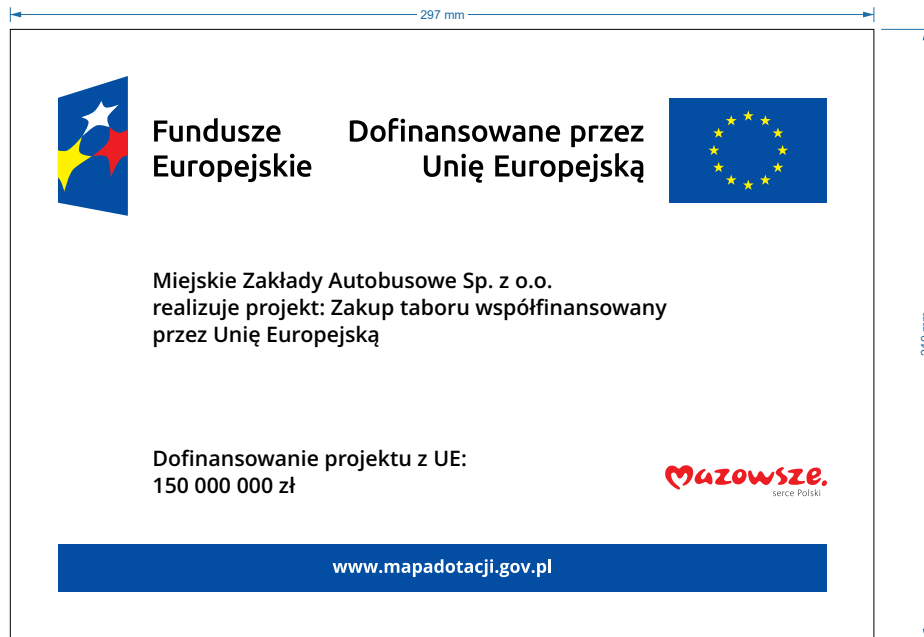 297 mm
Fundusze
Europejskie
Dofinansowane przez
Unię Europejską
Miejskie Zakłady Autobusowe Sp. z o.o.
realizuje projekt: Zakup taboru współfinansowany
przez Unię Europejską
Dofinansowanie projektu z UE:
150 000 000 zł
mazowsze.
serce Polski
www.mapadotacji.gov.pl